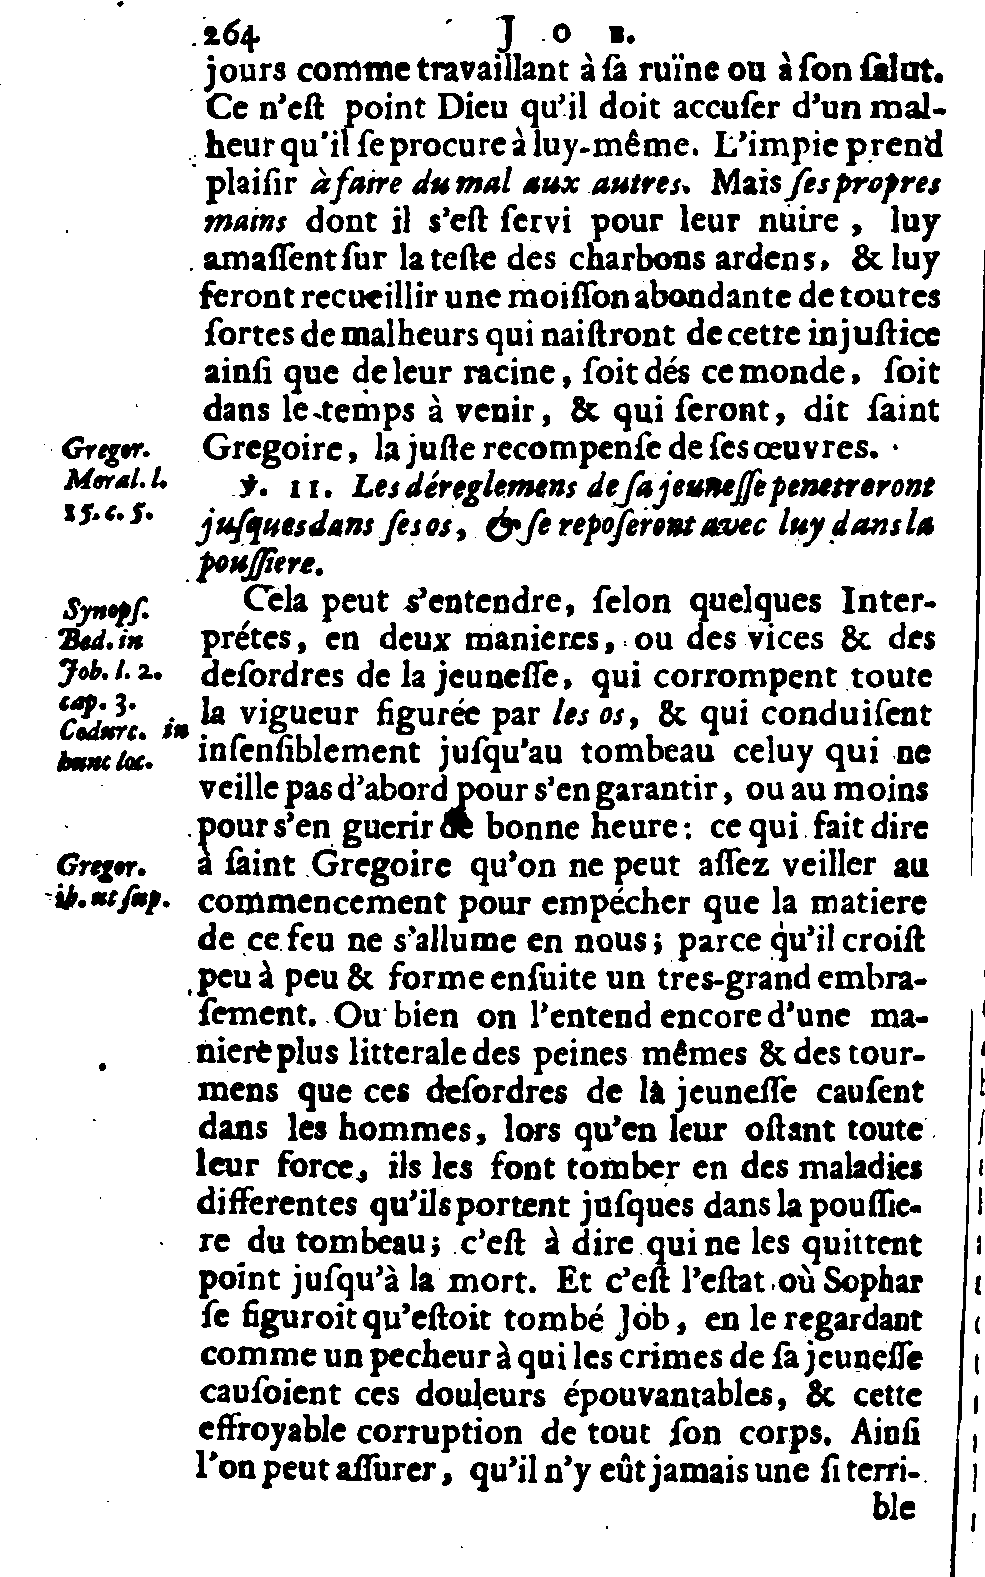 264 JOB.
jours comme travaillant à ſa ruïne ou à ſon ſalut.
Ce n'eſt point Dieu qu'il doit accuſer d'un mal-
heur qu'il ſe procure à luy-même. L'impie prend
plaiſir à faire du mal aux autres. Mais ſes propres
mains dont il s'eſt ſervi pour leur nuire, luy
amaſſent ſur la teſte des charbons ardens, & luy
feront recueillir une moiſſon abondante de toutes
ſortes de malheurs qui naiſtront de cette injuſtice
ainſi que de leur racine, ſoit dés ce monde, ſoit
dans le temps à venir, & qui ſeront, dit ſaint
Gregoire, la juſte recompenſe de ſes œuvres.
Gregor.
Moral. l.
15. c. 5.
℣. 11. Les déreglemens de ſa jeuneſſe penetreront
juſques dans ſes os, & ſe repoſeront avec luy dans la
pouſſiere.
Cela peut s'entendre, ſelon quelques Inter-
prétes, en deux manieres, ou des vices & des
deſordres de la jeuneſſe, qui corrompent toute
la vigueur figurée par les os, & qui conduiſent
inſenſiblement juſqu'au tombeau celuy qui ne
veille pas d'abord pour s'en garantir, ou au moins
pour s'en guerir de bonne heure: ce qui fait dire
Synopſ.
Bed. in
Job. l. 2.
cap. 3.
Codurc. in
hunc loc.
à ſaint Gregoire qu'on ne peut aſſez veiller au
commencement pour empécher que la matiere
de ce feu ne s'allume en nous; parce qu'il croiſt
peu à peu & forme enſuite un tres-grand embra-
ſement. Ou bien on l'entend encore d'une ma-
niere plus litterale des peines mêmes & des tour-
mens que ces deſordres de la jeuneſſe cauſent
dans les hommes, lors qu'en leur oſtant toute
leur force, ils les font tomber en des maladies
differentes qu'ils portent juſques dans la pouſſie-
re du tombeau; c'eſt à dire qui ne les quittent
point juſqu'à la mort. Et c'eſt l'eſtat où Sophar
ſe figuroit qu'eſtoit tombé Job, en le regardant
comme un pecheur à qui les crimes de ſa jeuneſſe
cauſoient ces douleurs épouvantables, & cette
effroyable corruption de tout ſon corps. Ainſi
l'on peut aſſurer, qu'il n'y eût jamais une ſi terri-
ble
Gregor.
ib. ut ſup.